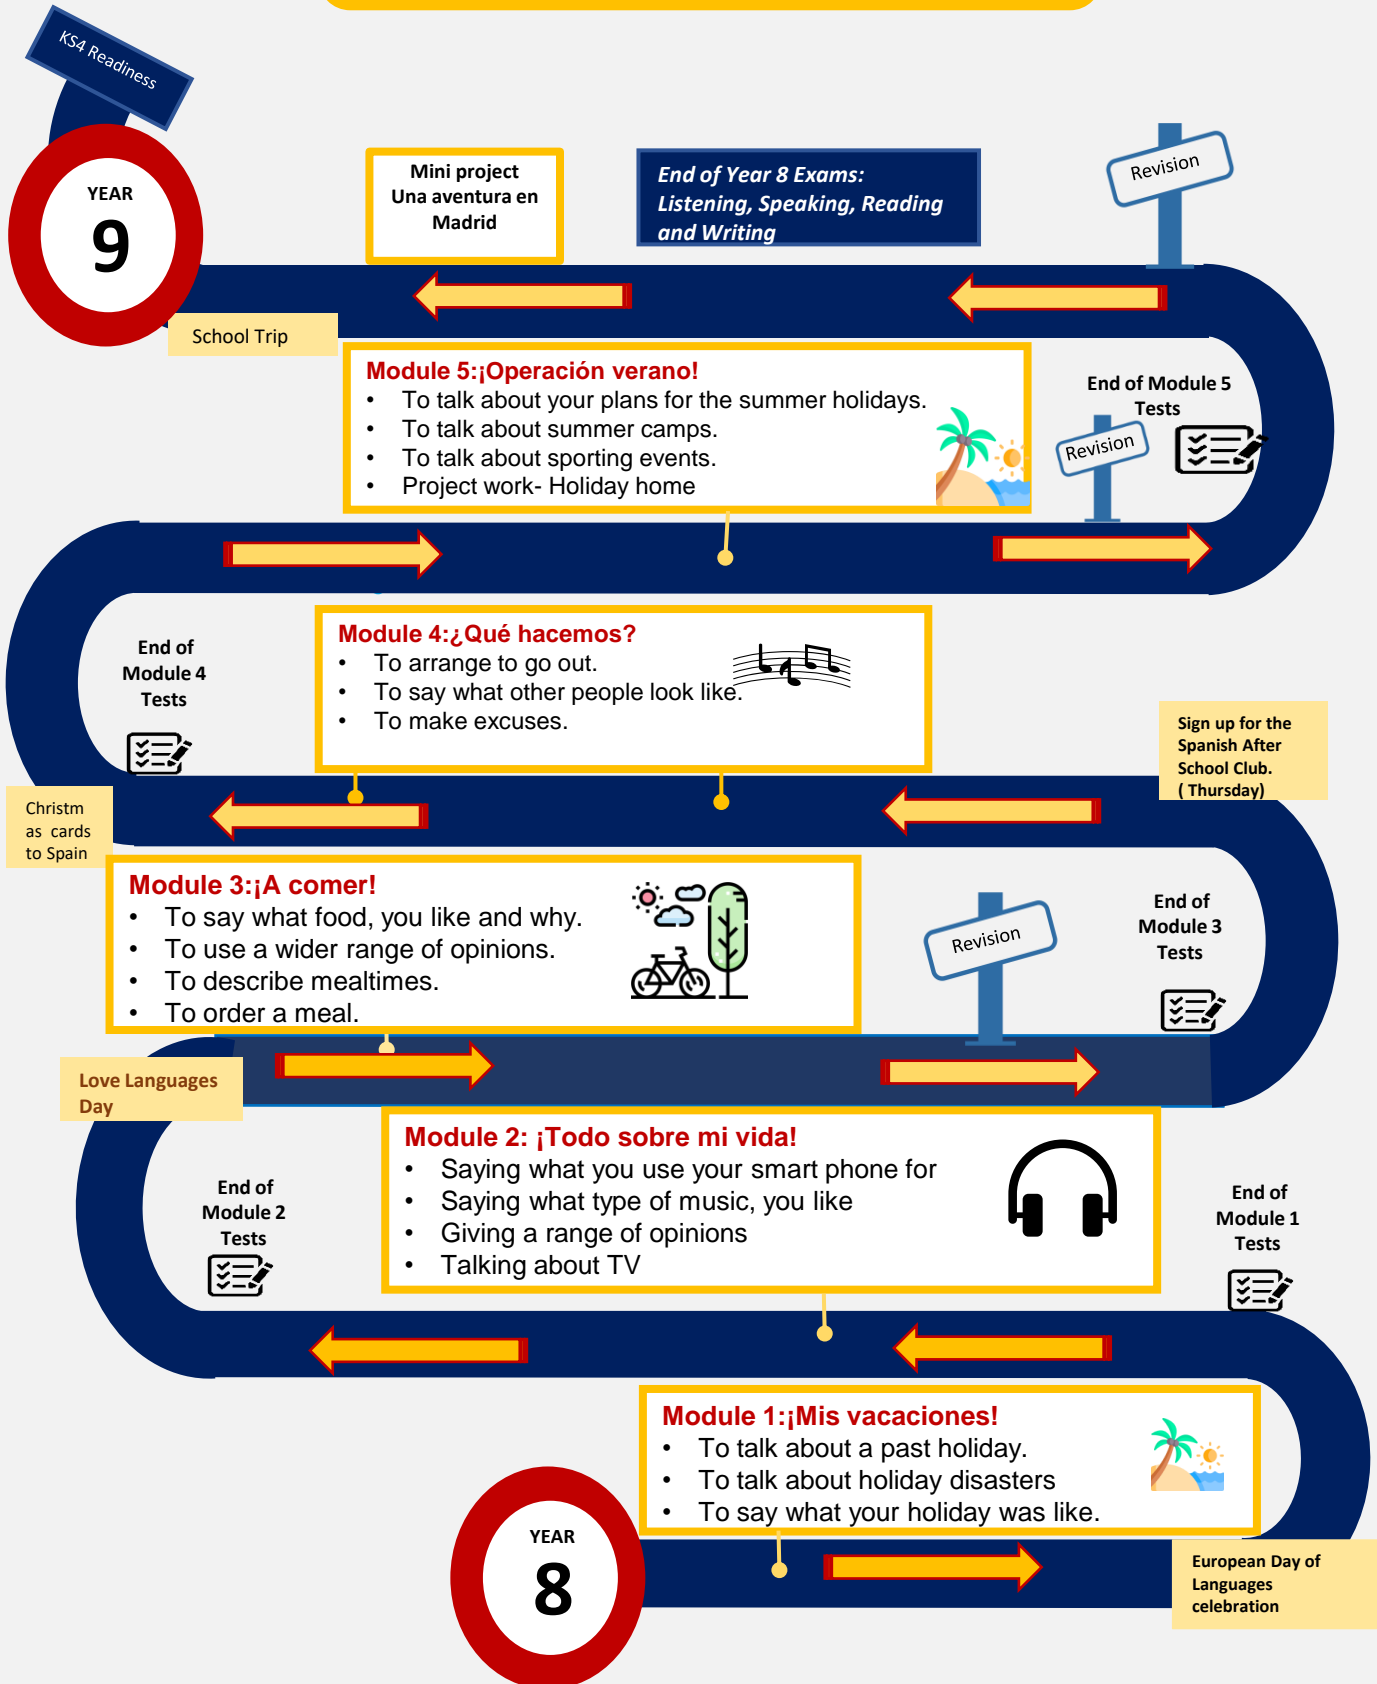 KS4 Readiness
YEAR
9
Mini project
Una aventura en
Madrid
End of Year 8 Exams:
Listening, Speaking, Reading
and Writing
Revision
School Trip
Module 5:¡Operación verano!
• To talk about your plans for the summer holidays.
• To talk about summer camps.
• To talk about sporting events.
• Project work- Holiday home
End of Module 5
Tests
Revision
Module 4:¿Qué hacemos?
• To arrange to go out.
• To say what other people look like.
• To make excuses.
End of
Module 4
Tests
Sign up for the
Spanish After
School Club.
( Thursday)
Christm
as cards
to Spain
Module 3:¡A comer!
• To say what food, you like and why.
• To use a wider range of opinions.
• To describe mealtimes.
• To order a meal.
Revision
End of
Module 3
Tests
Love Languages
Day
Module 2: ¡Todo sobre mi vida!
• Saying what you use your smart phone for
• Saying what type of music, you like
• Giving a range of opinions
• Talking about TV
End of
Module 2
Tests
End of
Module 1
Tests
Module 1:¡Mis vacaciones!
• To talk about a past holiday.
• To talk about holiday disasters
• To say what your holiday was like.
YEAR
8
European Day of
Languages
celebration